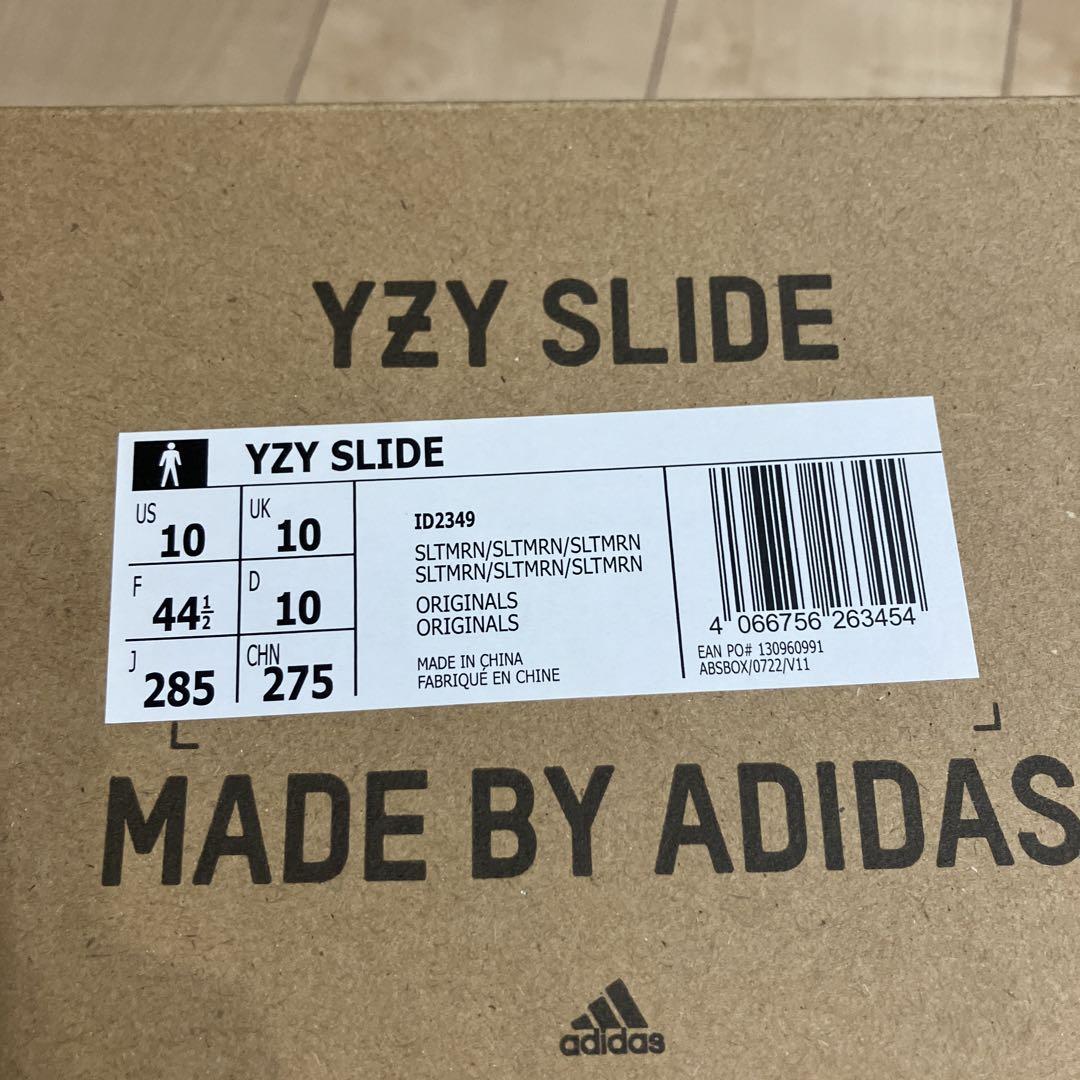 YZY SLIDE
YZY SLIDE
US 10 UK 10
F 44½ D 10
J 285 CHN 275
ID2349
SLTMRN/SLTMRN/SLTMRN
SLTMRN/SLTMRN/SLTMRN
ORIGINALS
ORIGINALS
MADE IN CHINA
FABRIQUÉ EN CHINE
4 066756 263454
EAN PO# 130960991
ABSBOX/0722/V11
MADE BY ADIDAS
adidas